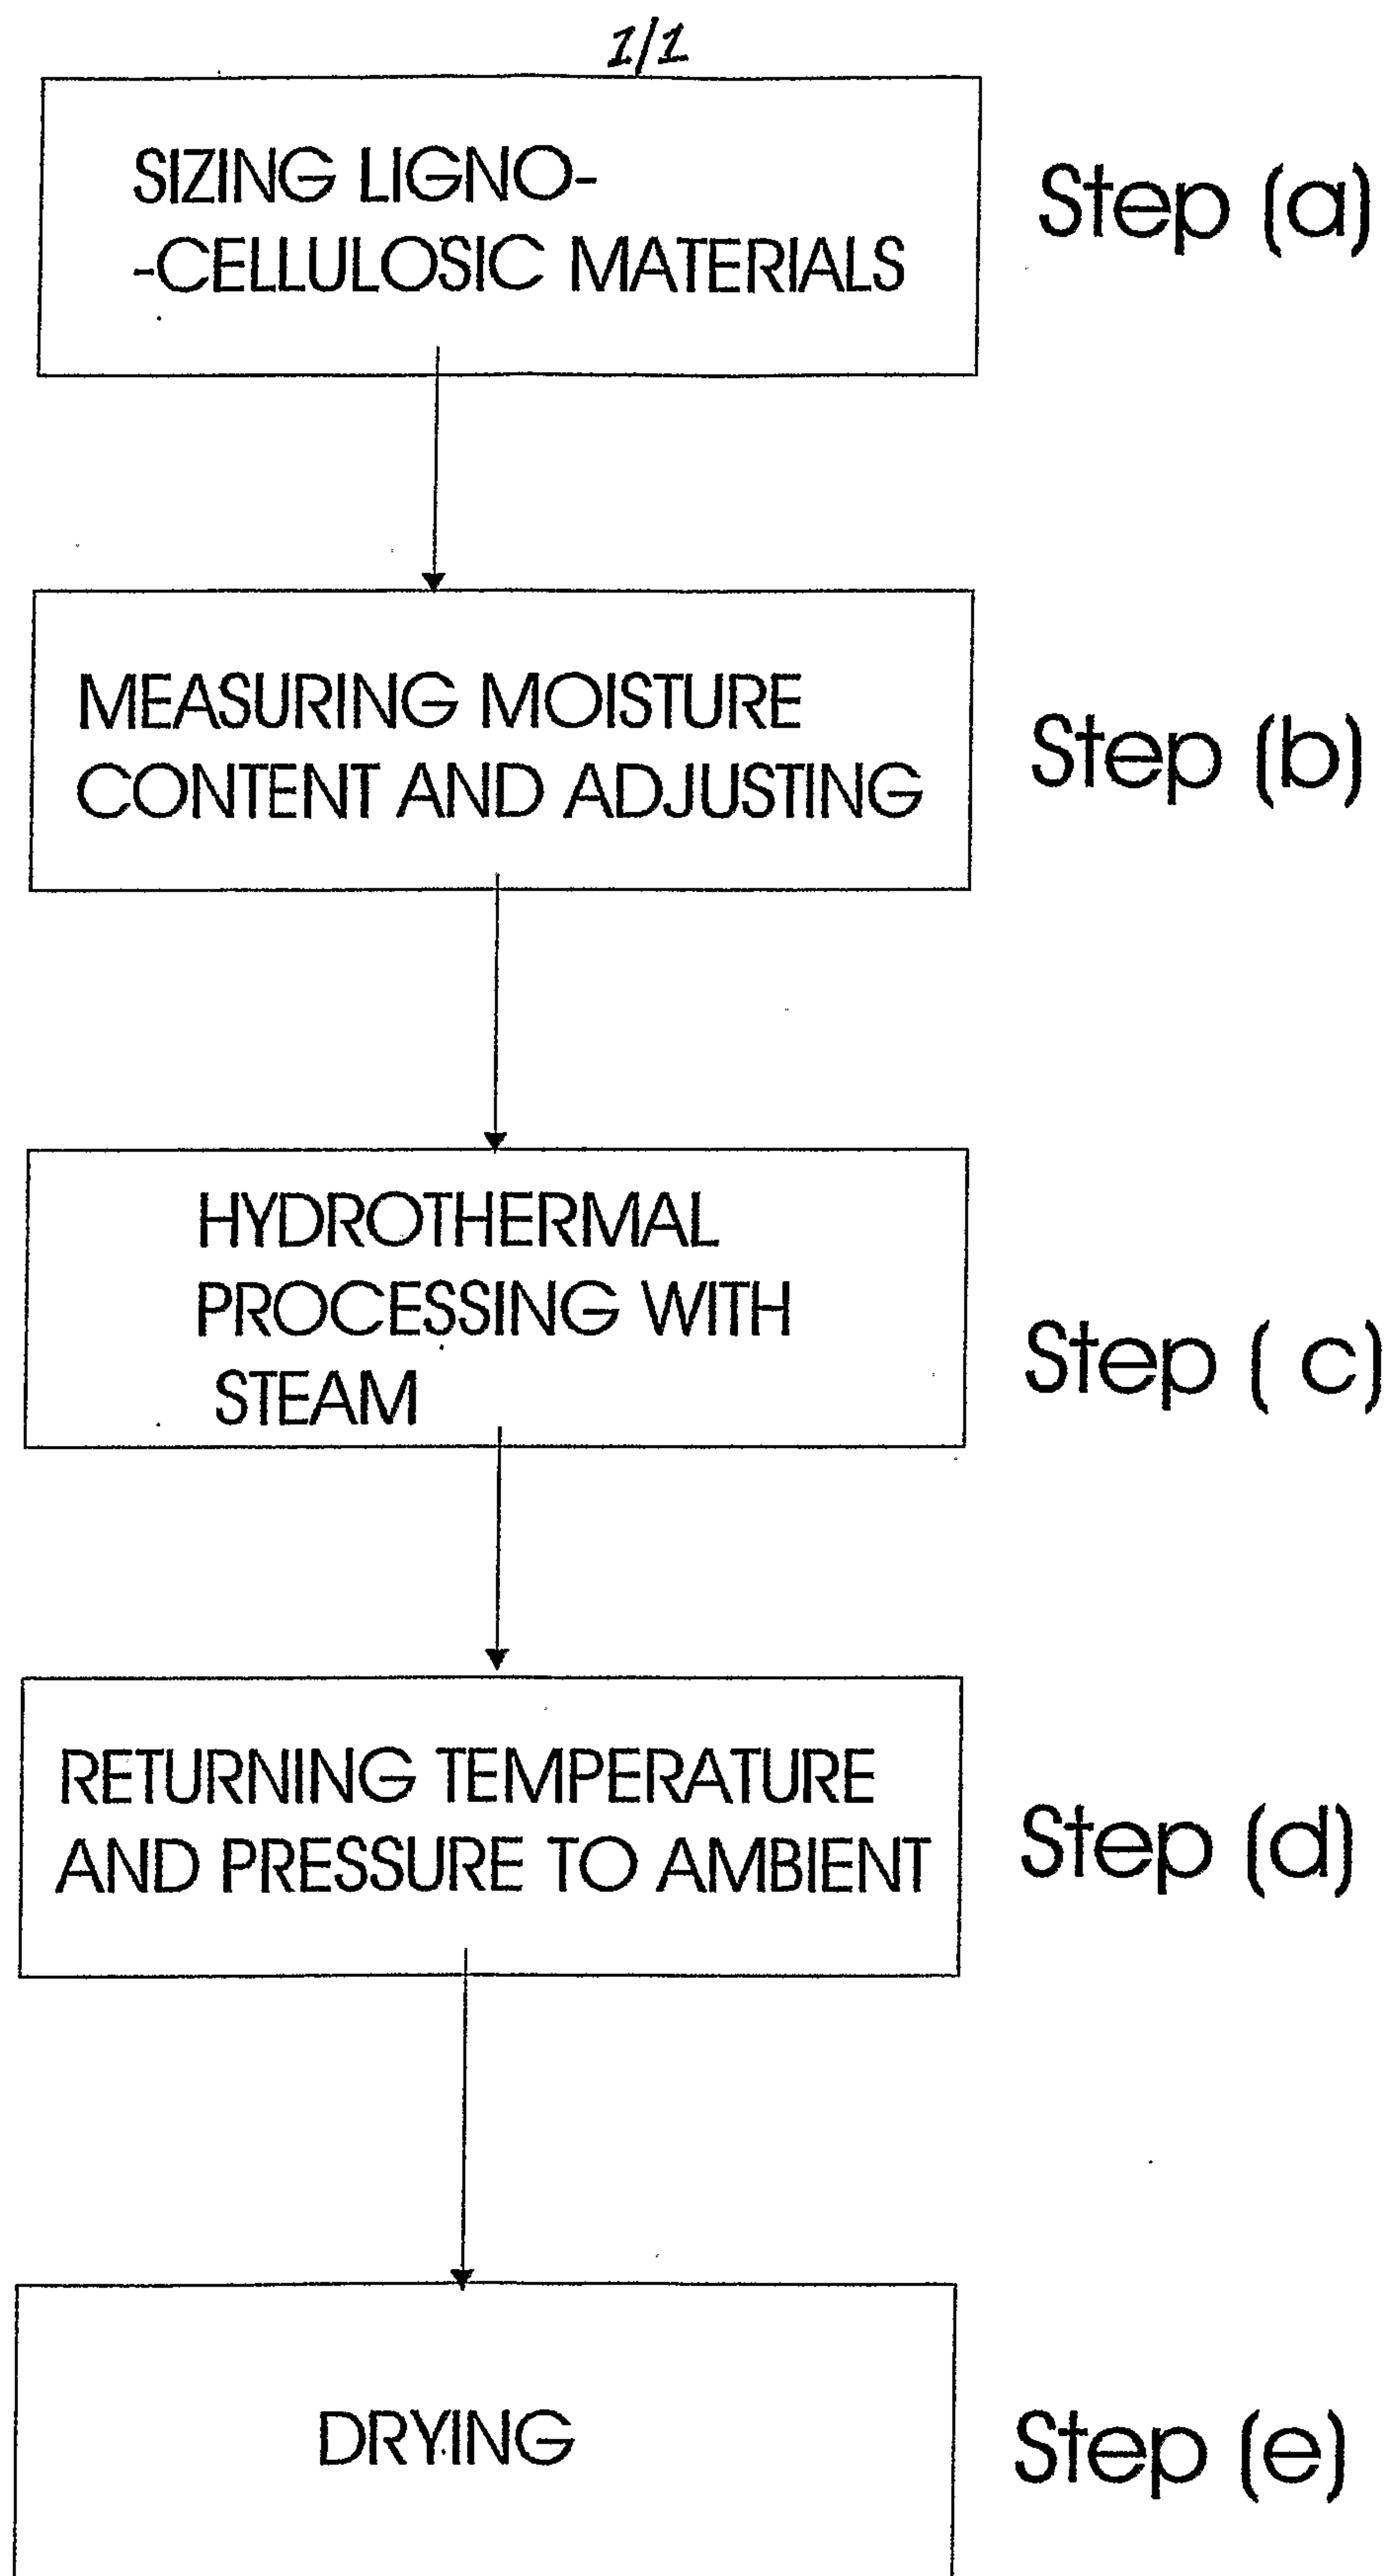 1/1
SIZING LIGNO-
-CELLULOSIC MATERIALS
Step (a)
MEASURING MOISTURE
CONTENT AND ADJUSTING
Step (b)
HYDROTHERMAL
PROCESSING WITH
STEAM
Step ( c)
RETURNING TEMPERATURE
AND PRESSURE TO AMBIENT
Step (d)
DRYING
Step (e)